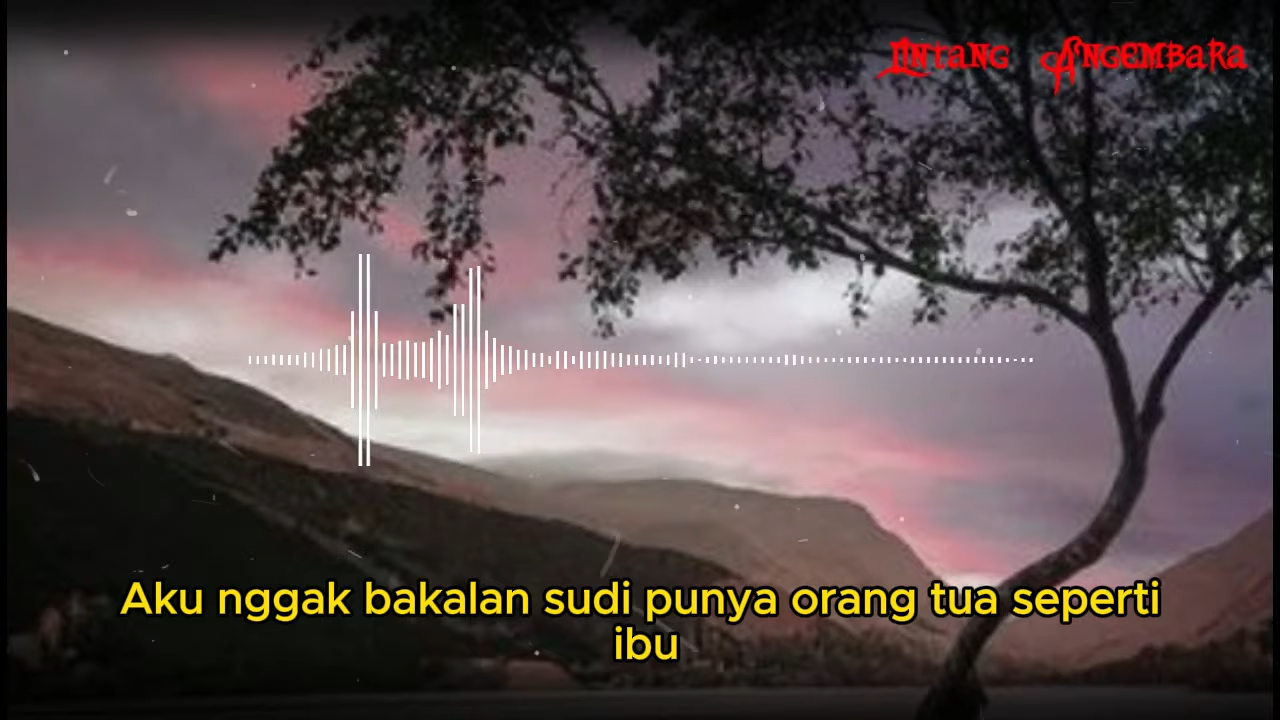 Lintang Angembara
Aku nggak bakalan sudi punya orang tua seperti
ibu